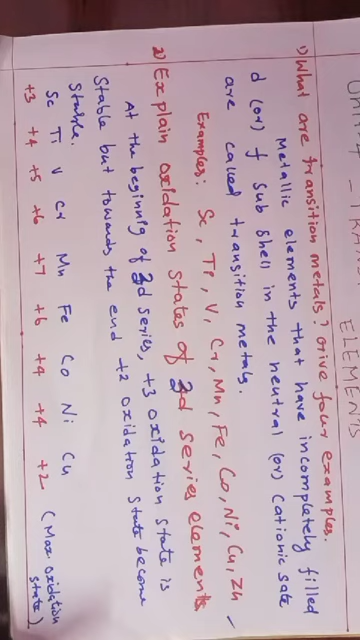 UNIT 4 - TRAN
ELEMENTS
1) What are transition metals? Give four examples.
Metallic elements that have incompletely filled
d (or) f sub shell in the neutral (or) cationic sate
are called transition metals.
Examples: Sc, Ti, V, Cr, Mn, Fe, Co, Ni, Cu, Zn
2) Explain oxidation states of 3d series elements
At the beginnig of 3d series, +3 oxidation state is
stable but towards the end +2 oxidation state become
stable.
Sc Ti V Cr Mn Fe Co Ni Cu
+3 +4 +5 +6 +7 +6 +4 +4 +2 (Max oxidation
state)